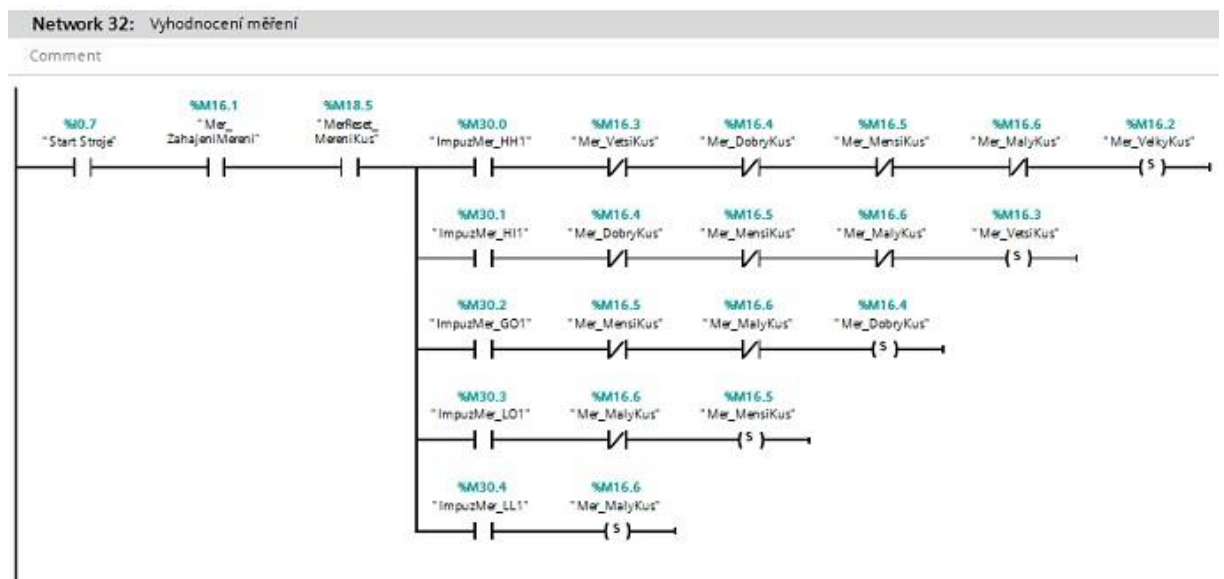 Network 32: Vyhodnocení měření
Comment
%M16.1 %M18.5
%I0.7 "Mer_ "MerReset_ %M30.0 %M16.3 %M16.4 %M16.5 %M16.6 %M16.2
"Start Stroje" ZahajeniMereni" MereniKus" "ImpuzMer_HH1" "Mer_VetsiKus" "Mer_DobryKus" "Mer_MensiKus" "Mer_MalyKus" "Mer_VelkyKus"
S
%M30.1 %M16.4 %M16.5 %M16.6 %M16.3
"ImpuzMer_HI1" "Mer_DobryKus" "Mer_MensiKus" "Mer_MalyKus" "Mer_VetsiKus"
S
%M30.2 %M16.5 %M16.6 %M16.4
"ImpuzMer_GO1" "Mer_MensiKus" "Mer_MalyKus" "Mer_DobryKus"
S
%M30.3 %M16.6 %M16.5
"ImpuzMer_LO1" "Mer_MalyKus" "Mer_MensiKus"
S
%M30.4 %M16.6
"ImpuzMer_LL1" "Mer_MalyKus"
S